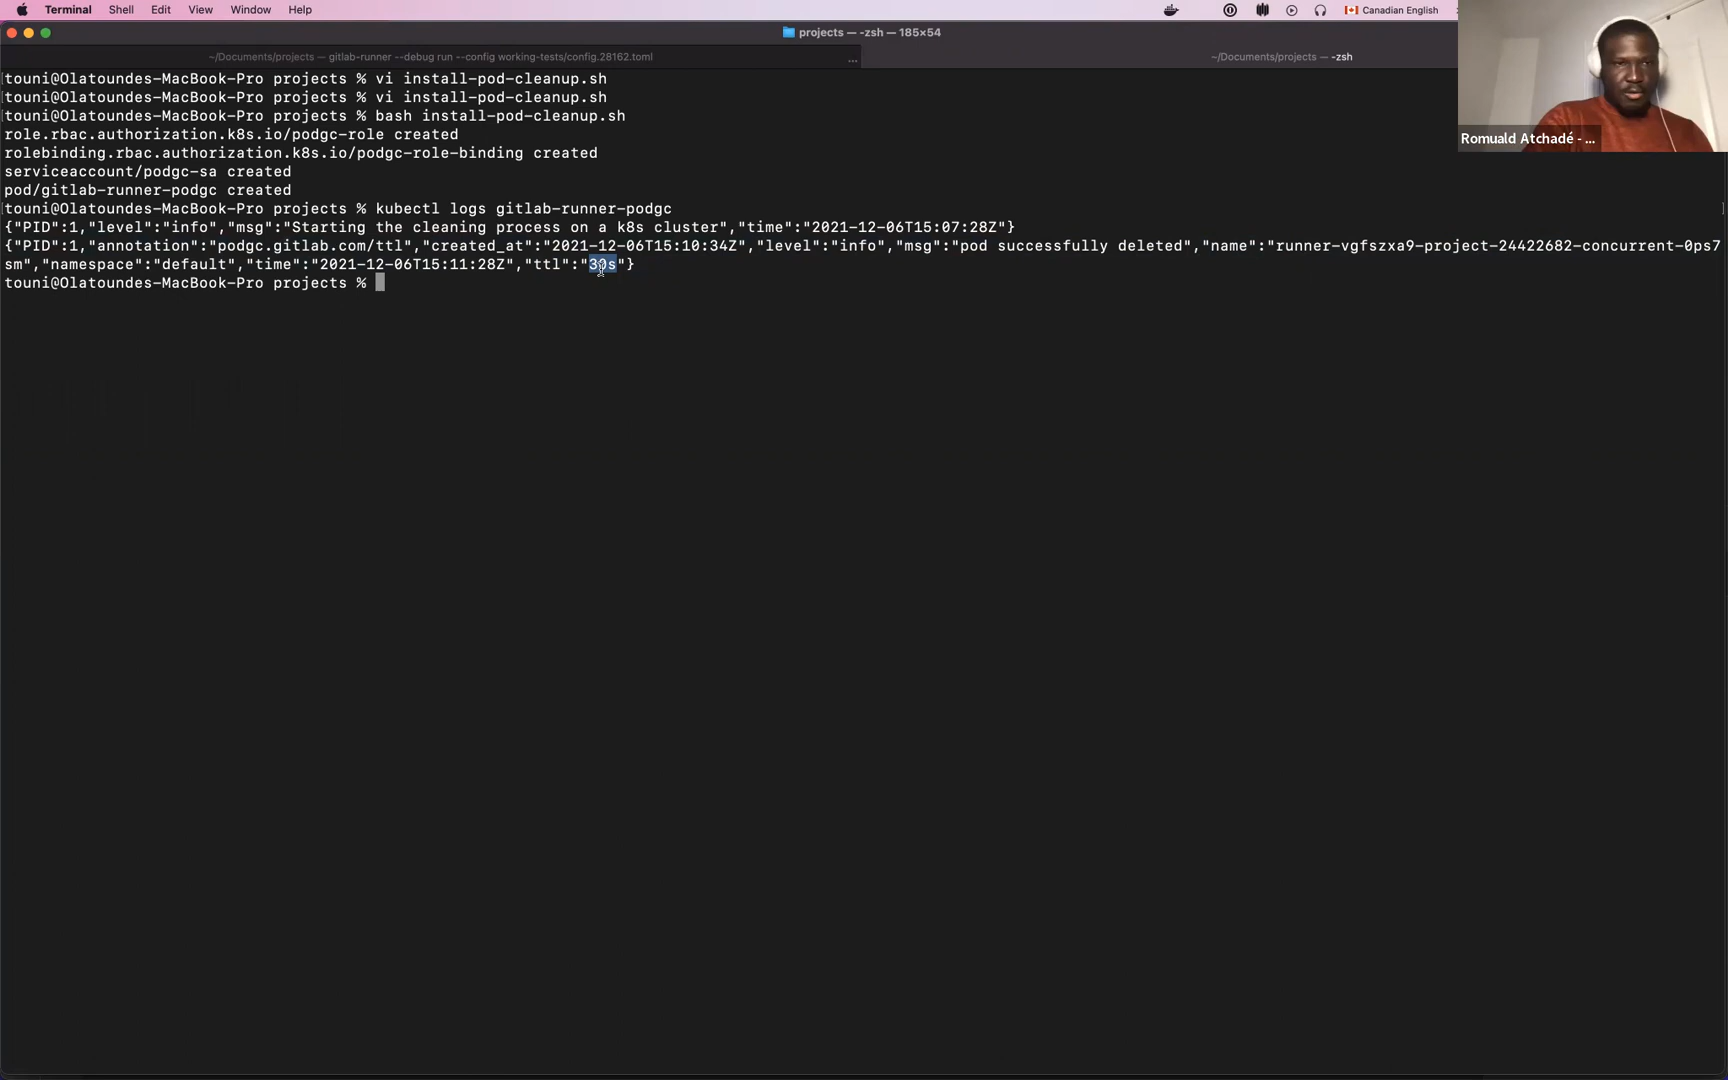 Terminal Shell Edit View Window Help Canadian English
projects — -zsh — 185×54
~/Documents/projects — gitlab-runner --debug run --config working-tests/config.28162.toml ... ~/Documents/projects — -zsh
touni@Olatoundes-MacBook-Pro projects % vi install-pod-cleanup.sh
touni@Olatoundes-MacBook-Pro projects % vi install-pod-cleanup.sh
touni@Olatoundes-MacBook-Pro projects % bash install-pod-cleanup.sh
role.rbac.authorization.k8s.io/podgc-role created
rolebinding.rbac.authorization.k8s.io/podgc-role-binding created
serviceaccount/podgc-sa created
pod/gitlab-runner-podgc created
touni@Olatoundes-MacBook-Pro projects % kubectl logs gitlab-runner-podgc
{"PID":1,"level":"info","msg":"Starting the cleaning process on a k8s cluster","time":"2021-12-06T15:07:28Z"}
{"PID":1,"annotation":"podgc.gitlab.com/ttl","created_at":"2021-12-06T15:10:34Z","level":"info","msg":"pod successfully deleted","name":"runner-vgfszxa9-project-24422682-concurrent-0ps7
sm","namespace":"default","time":"2021-12-06T15:11:28Z","ttl":"30s"}
touni@Olatoundes-MacBook-Pro projects %
Romuald Atchadé - ...